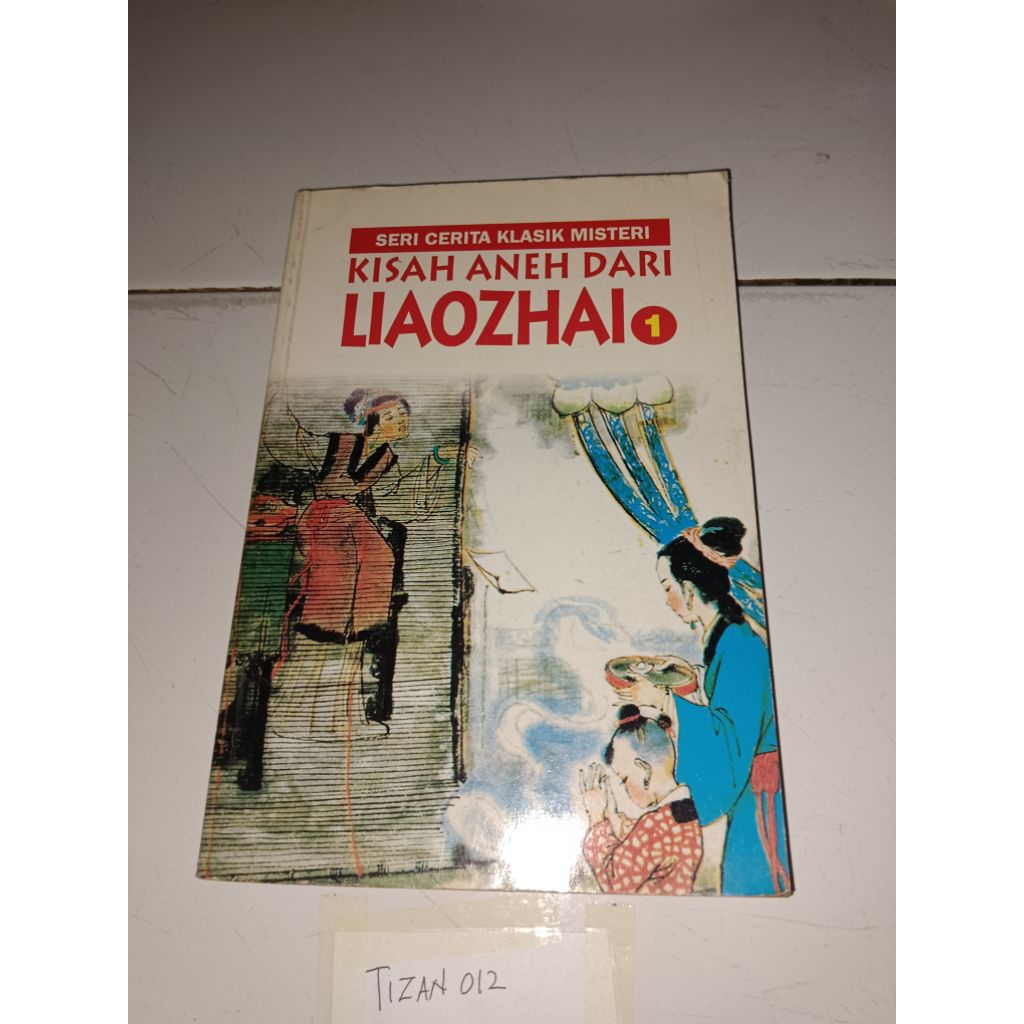 SERI CERITA KLASIK MISTERI
KISAH ANEH DARI
LIAOZHAI 1
TIZAN 012